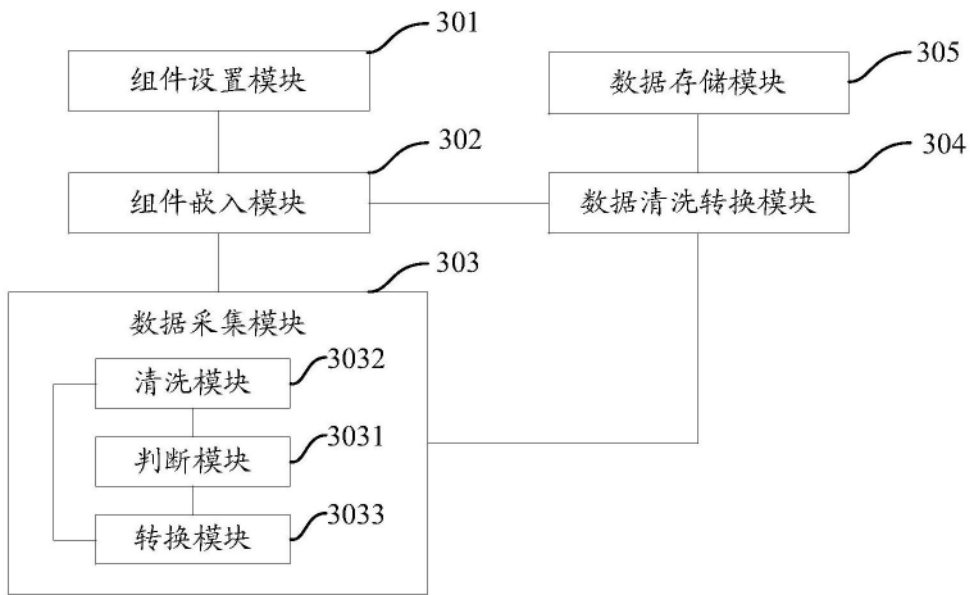 301
组件设置模块
305
数据存储模块
302
组件嵌入模块
304
数据清洗转换模块
303
数据采集模块
3032
清洗模块
3031
判断模块
3033
转换模块